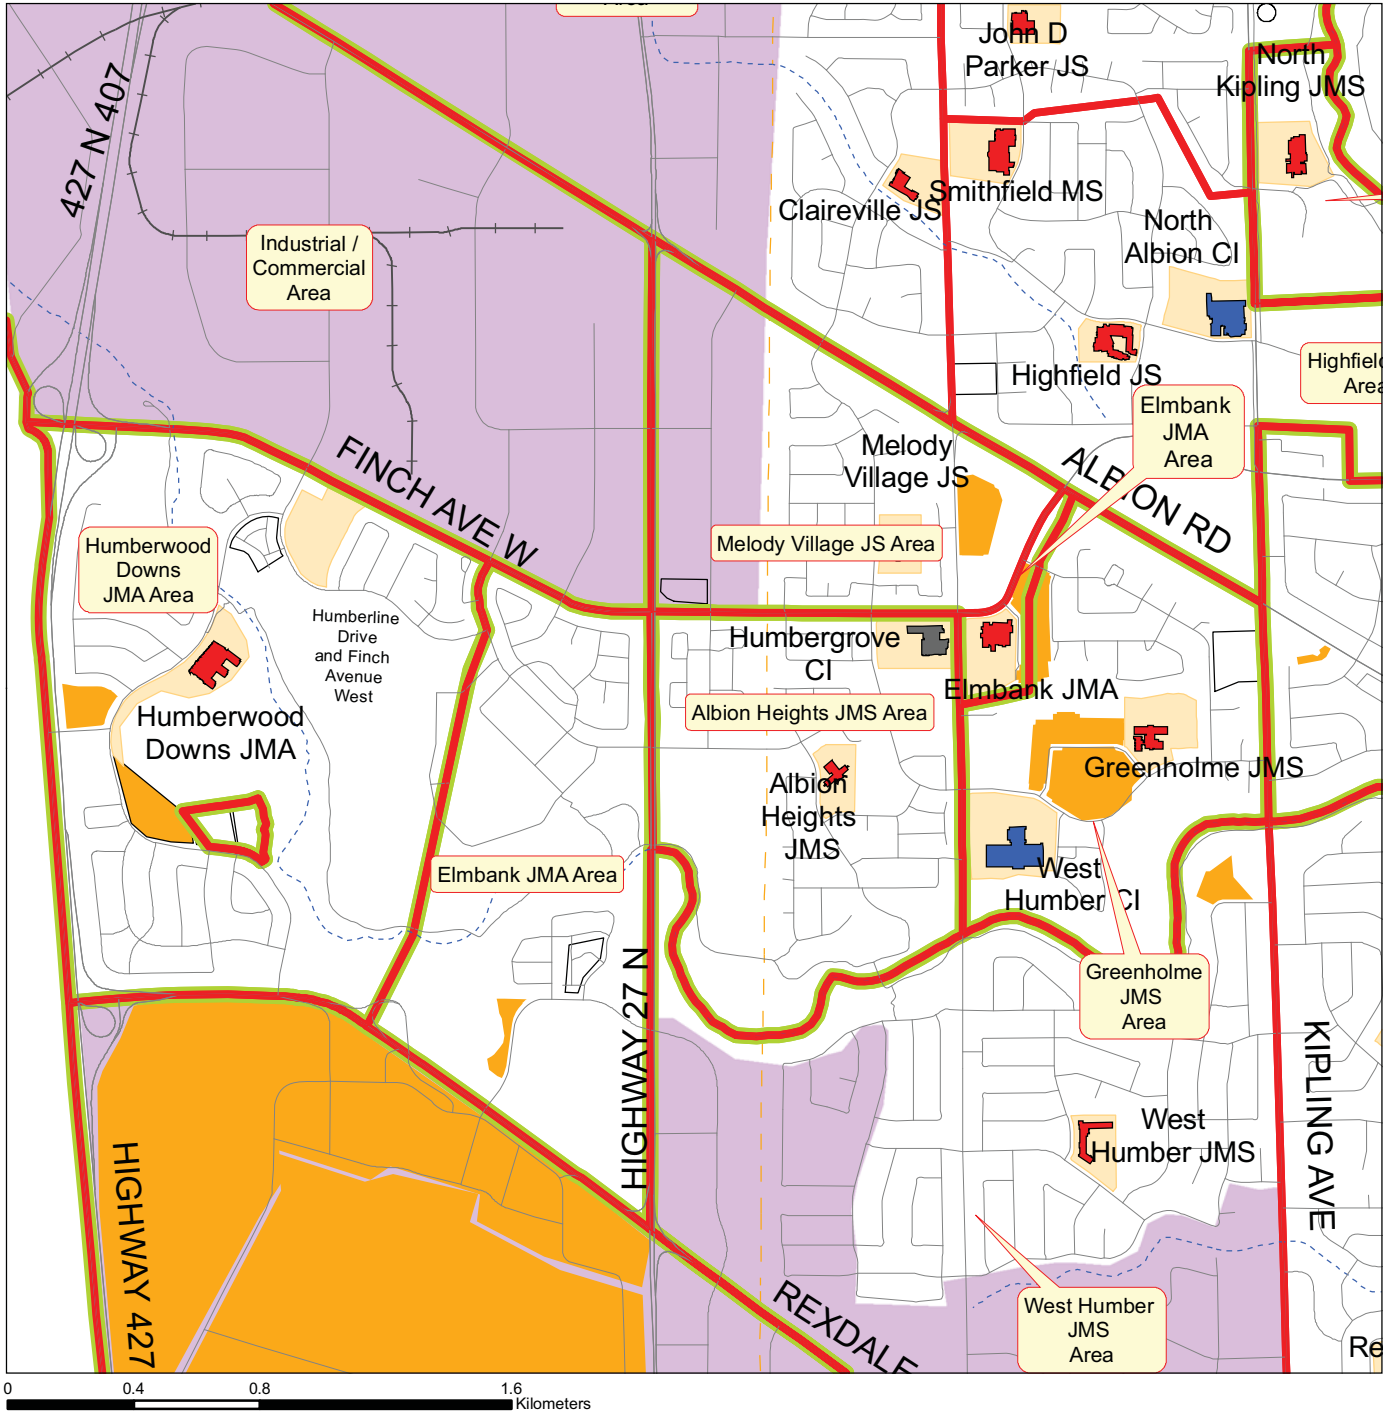 Area
John D
Parker JS
North
Kipling JMS
427 N 407
Smithfield MS
Claireville JS
North
Albion CI
Industrial /
Commercial
Area
Highfield JS
Elmbank
JMA
Area
Melody
Village JS
ALBION RD
FINCH AVE W
Melody Village JS Area
Humberwood
Downs
JMA Area
Humberline
Drive
and Finch
Avenue
West
Humbergrove
CI
Elmbank JMA
Albion Heights JMS Area
Humberwood
Downs JMA
Greenholme JMS
Albion
Heights
JMS
Elmbank JMA Area
West
Humber CI
HIGHWAY 27 N
Greenholme
JMS
Area
KIPLING AVE
West
Humber JMS
HIGHWAY 427
REXDALE
West Humber
JMS
Area
Re
0 0.4 0.8 1.6
Kilometers